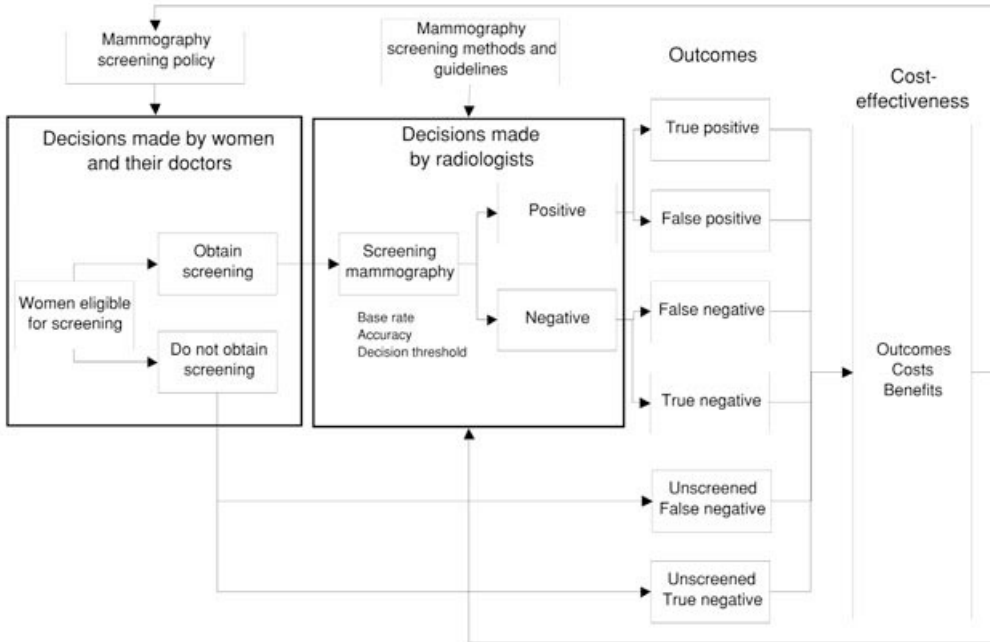 Mammography
screening policy
Mammography
screening methods and
guidelines
Outcomes
Cost-
effectiveness
Decisions made by women
and their doctors
Decisions made
by radiologists
Women eligible
for screening
Obtain
screening
Do not obtain
screening
Screening
mammography
Base rate
Accuracy
Decision threshold
Positive
Negative
True positive
False positive
False negative
True negative
Unscreened
False negative
Unscreened
True negative
Outcomes
Costs
Benefits